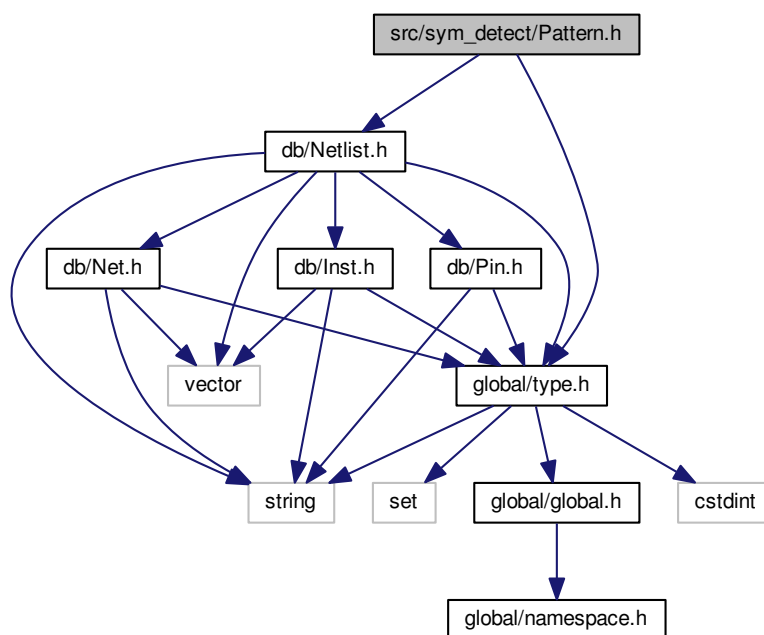 src/sym_detect/Pattern.h
db/Netlist.h
db/Net.h
db/Inst.h
db/Pin.h
vector
global/type.h
string
set
global/global.h
cstdint
global/namespace.h